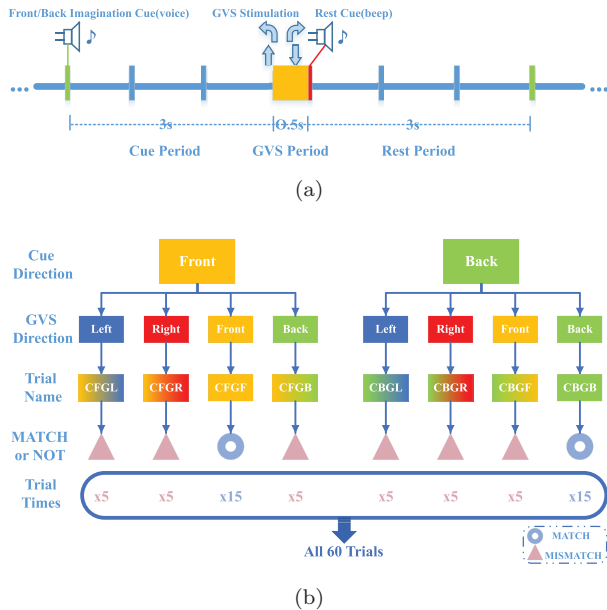 Front/Back Imagination Cue(voice) GVS Stimulation Rest Cue(beep)
... ...
3s O.5s 3s
Cue Period GVS Period Rest Period
(a)
Cue Direction Front Back
GVS Direction Left Right Front Back Left Right Front Back
Trial Name CFGL CFGR CFGF CFGB CBGL CBGR CBGF CBGB
MATCH or NOT
Trial Times x5 x5 x15 x5 x5 x5 x5 x15
All 60 Trials
MATCH
MISMATCH
(b)